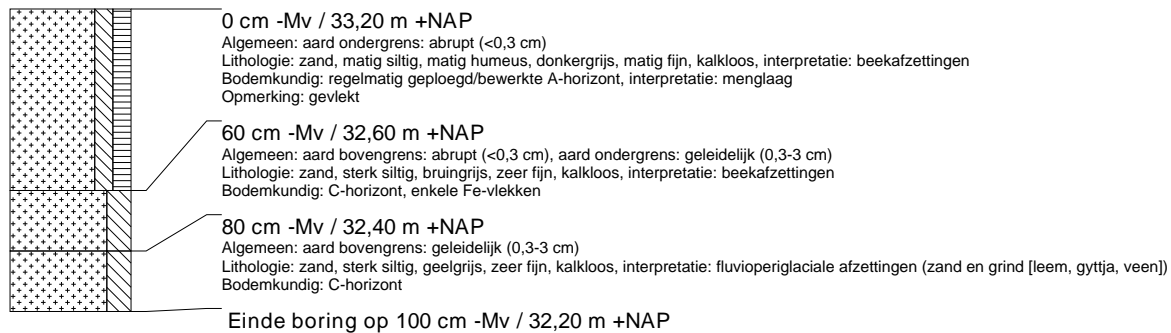 0 cm -Mv / 33,20 m +NAP
Algemeen: aard ondergrens: abrupt (<0,3 cm)
Lithologie: zand, matig siltig, matig humeus, donkergrijs, matig fijn, kalkloos, interpretatie: beekafzettingen
Bodemkundig: regelmatig geploegd/bewerkte A-horizont, interpretatie: menglaag
Opmerking: gevlekt
60 cm -Mv / 32,60 m +NAP
Algemeen: aard bovengrens: abrupt (<0,3 cm), aard ondergrens: geleidelijk (0,3-3 cm)
Lithologie: zand, sterk siltig, bruingrijs, zeer fijn, kalkloos, interpretatie: beekafzettingen
Bodemkundig: C-horizont, enkele Fe-vlekken
80 cm -Mv / 32,40 m +NAP
Algemeen: aard bovengrens: geleidelijk (0,3-3 cm)
Lithologie: zand, sterk siltig, geelgrijs, zeer fijn, kalkloos, interpretatie: fluvioperiglaciale afzettingen (zand en grind [leem, gyttja, veen])
Bodemkundig: C-horizont
Einde boring op 100 cm -Mv / 32,20 m +NAP